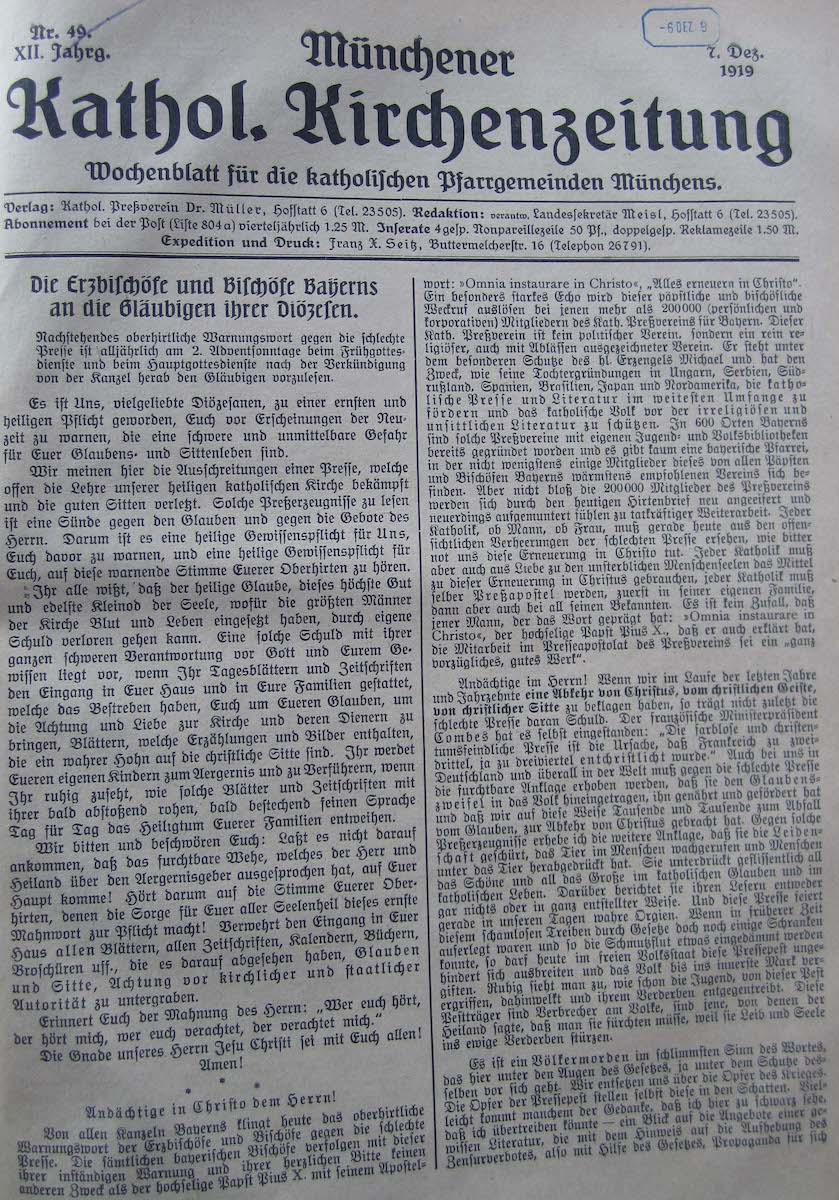 Nr. 49.
XII. Jahrg.
-6 DEZ 9
7. Dez.
1919
Münchener
Kathol. Kirchenzeitung
Wochenblatt für die katholischen Pfarrgemeinden Münchens.
Verlag: Kathol. Preßverein Dr. Müller, Hofstatt 6 (Tel. 23505). Redaktion: verantw. Landessekretär Meisl, Hofstatt 6 (Tel. 23505).
Abonnement bei der Post (Liste 804a) vierteljährlich 1.25 M. Inserate 4gesp. Nonpareillezeile 50 Pf., doppelgesp. Reklamezeile 1.50 M.
Expedition und Druck: Franz X. Seitz, Buttermelcherstr. 16 (Telephon 26791).
Die Erzbischöfe und Bischöfe Bayerns
an die Gläubigen ihrer Diözesen.
Nachstehendes oberhirtliche Warnungswort gegen die schlechte
Presse ist alljährlich am 2. Adventsonntage beim Frühgottes-
dienste und beim Hauptgottesdienste nach der Verkündigung
von der Kanzel herab den Gläubigen vorzulesen.
Es ist Uns, vielgeliebte Diözesanen, zu einer ernsten und
heiligen Pflicht geworden, Euch vor Erscheinungen der Neu-
zeit zu warnen, die eine schwere und unmittelbare Gefahr
für Euer Glaubens- und Sittenleben sind.
Wir meinen hier die Ausschreitungen einer Presse, welche
offen die Lehre unserer heiligen katholischen Kirche bekämpft
und die guten Sitten verletzt. Solche Preßerzeugnisse zu lesen
ist eine Sünde gegen den Glauben und gegen die Gebote des
Herrn. Darum ist es eine heilige Gewissenspflicht für Uns,
Euch davor zu warnen, und eine heilige Gewissenspflicht für
Euch, auf diese warnende Stimme Euerer Oberhirten zu hören.
Ihr alle wißt, daß der heilige Glaube, dieses höchste Gut
und edelste Kleinod der Seele, wofür die größten Männer
der Kirche Blut und Leben eingesetzt haben, durch eigene
Schuld verloren gehen kann. Eine solche Schuld mit ihrer
ganzen schweren Verantwortung vor Gott und Eurem Ge-
wissen liegt vor, wenn Ihr Tagesblättern und Zeitschriften
den Eingang in Euer Haus und in Eure Familien gestattet,
welche das Bestreben haben, Euch um Eueren Glauben, um
die Achtung und Liebe zur Kirche und deren Dienern zu
bringen, Blättern, welche Erzählungen und Bilder enthalten,
die ein wahrer Hohn auf die christliche Sitte sind. Ihr werdet
Eueren eigenen Kindern zum Aergernis und zu Verführern, wenn
Ihr ruhig zuseht, wie solche Blätter und Zeitschriften mit
ihrer bald abstoßend rohen, bald bestechend feinen Sprache
Tag für Tag das Heiligtum Euerer Familien entweihen.
Wir bitten und beschwören Euch: Laßt es nicht darauf
ankommen, daß das furchtbare Wehe, welches der Herr und
Heiland über den Aergernisgeber ausgesprochen hat, auf Euer
Haupt komme! Hört darum auf die Stimme Euerer Ober-
hirten, denen die Sorge für Euer aller Seelenheil dieses ernste
Mahnwort zur Pflicht macht! Verwehrt den Eingang in Euer
Haus allen Blättern, allen Zeitschriften, Kalendern, Büchern,
Broschüren usf., die es darauf abgesehen haben, Glauben
und Sitte, Achtung vor kirchlicher und staatlicher
Autorität zu untergraben.
Erinnert Euch der Mahnung des Herrn: „Wer euch hört,
der hört mich, wer euch verachtet, der verachtet mich.“
Die Gnade unseres Herrn Jesu Christi sei mit Euch allen!
Amen!
* * *
Andächtige in Christo dem Herrn!
Von allen Kanzeln Bayerns klingt heute das oberhirtliche
Warnungswort der Erzbischöfe und Bischöfe gegen die schlechte
Presse. Die sämtlichen bayerischen Bischöfe verfolgen mit dieser
ihrer inständigen Warnung und ihrer herzlichen Bitte keinen
anderen Zweck als der hochselige Papst Pius X. mit seinem Apostel-
wort: »Omnia instaurare in Christo«, „Alles erneuern in Christo“.
Ein besonders starkes Echo wird dieser päpstliche und bischöfliche
Weckruf auslösen bei jenen mehr als 200000 (persönlichen und
korporativen) Mitgliedern des Kath. Preßvereins für Bayern. Dieser
Kath. Preßverein ist kein politischer Verein, sondern ein rein re-
ligiöser, auch mit Ablässen ausgezeichneter Verein. Er steht unter
dem besonderen Schutze des hl. Erzengels Michael und hat den
Zweck, wie seine Tochtergründungen in Ungarn, Serbien, Süd-
rußland, Spanien, Brasilien, Japan und Nordamerika, die katho-
lische Presse und Literatur im weitesten Umfange zu
fördern und das katholische Volk vor der irreligiösen und
unsittlichen Literatur zu schützen. In 600 Orten Bayerns
sind solche Preßvereine mit eigenen Jugend- und Volksbibliotheken
bereits gegründet worden und es gibt kaum eine bayerische Pfarrei,
in der nicht wenigstens einige Mitglieder dieses von allen Päpsten
und Bischöfen Bayerns wärmstens empfohlenen Vereins sich be-
finden. Aber nicht bloß die 200000 Mitglieder des Preßvereins
werden sich durch den heutigen Hirtenbrief neu angeeifert und
neuerdings aufgemuntert fühlen zu tatkräftiger Weiterarbeit. Jeder
Katholik, ob Mann, ob Frau, muß gerade heute aus den offen-
sichtlichen Verheerungen der schlechten Presse ersehen, wie bitter
not uns diese Erneuerung in Christo tut. Jeder Katholik muß
aber auch aus Liebe zu den unsterblichen Menschenseelen das Mittel
zu dieser Erneuerung in Christus gebrauchen, jeder Katholik muß
selber Preßapostel werden, zuerst in seiner eigenen Familie,
dann aber auch bei all seinen Bekannten. Es ist kein Zufall, daß
jener Mann, der das Wort geprägt hat: »Omnia instaurare in
Christo«, der hochselige Papst Pius X., daß er auch erklärt hat,
die Mitarbeit im Presseapostolat des Preßvereins sei ein „ganz
vorzügliches, gutes Werk“.
Andächtige im Herrn! Wenn wir im Laufe der letzten Jahre
und Jahrzehnte eine Abkehr von Christus, vom christlichen Geiste,
von christlicher Sitte zu beklagen haben, so trägt nicht zuletzt die
schlechte Presse daran Schuld. Der französische Ministerpräsident
Combes hat es selbst eingestanden: „Die farblose und christen-
tumsfeindliche Presse ist die Ursache, daß Frankreich zu zwei-
drittel, ja zu dreiviertel entchristlicht wurde.“ Auch bei uns in
Deutschland und überall in der Welt muß gegen die schlechte Presse
die furchtbare Anklage erhoben werden, daß sie den Glaubens-
zweifel in das Volk hineingetragen, ihn genährt und gefördert hat
und daß wir auf diese Weise Tausende und Tausende zum Abfall
vom Glauben, zur Abkehr von Christus gebracht hat. Gegen solche
Preßerzeugnisse erhebe ich die weitere Anklage, daß sie die Leiden-
schaft geschürt, das Tier im Menschen wachgerufen und Menschen
unter das Tier herabgedrückt hat. Sie unterdrückt geflissentlich all
das Schöne und all das Große im katholischen Glauben und im
katholischen Leben. Darüber berichtet sie ihren Lesern entweder
gar nichts oder in ganz entstellter Weise. Und diese Presse feiert
gerade in unseren Tagen wahre Orgien. Wenn in früherer Zeit
diesem schamlosen Treiben durch Gesetze doch noch einige Schranken
auferlegt waren und so die Schmutzflut etwas eingedämmt werden
konnte, so darf heute im freien Volksstaat diese Pressepest unge-
hindert sich ausbreiten und das Volk bis ins innerste Mark ver-
giften. Ruhig sieht man zu, wie schon die Jugend, von dieser Pest
ergriffen, dahinwelkt und ihrem Verderben entgegentreibt. Diese
Pestträger sind Verbrecher am Volke, sind jene, von denen der
Heiland sagte, daß man sie fürchten müsse, weil sie Leib und Seele
ins ewige Verderben stürzen.
Es ist ein Völkermorden im schlimmsten Sinn des Wortes,
das hier unter den Augen des Gesetzes, ja unter dem Schutze des-
selben vor sich geht. Wir entsetzen uns über die Opfer des Krieges.
Die Opfer der Pressepest stellen selbst diese in den Schatten. Viel-
leicht kommt manchem der Gedanke, daß ich hier zu schwarz sehe,
daß ich übertreiben könnte — ein Blick auf die Angebote einer ge-
wissen Literatur, die mit dem Hinweis auf die Aufhebung des
Zensurverbotes, also mit Hilfe des Gesetzes, Propaganda für sich